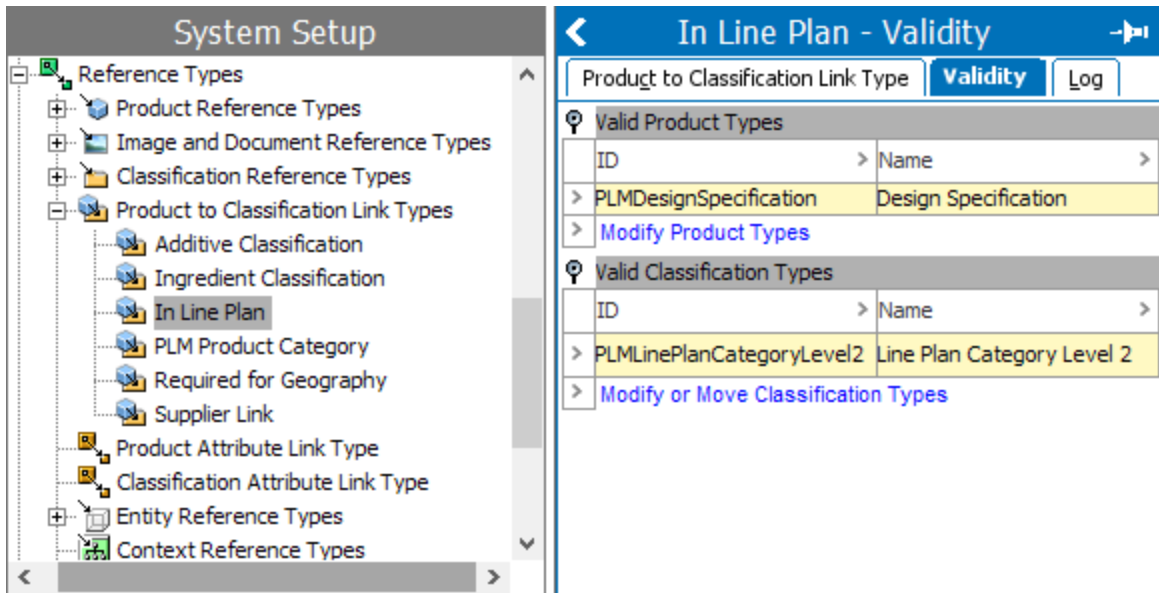 System Setup
Reference Types
Product Reference Types
Image and Document Reference Types
Classification Reference Types
Product to Classification Link Types
Additive Classification
Ingredient Classification
In Line Plan
PLM Product Category
Required for Geography
Supplier Link
Product Attribute Link Type
Classification Attribute Link Type
Entity Reference Types
Context Reference Types
In Line Plan - Validity
Product to Classification Link Type Validity Log
Valid Product Types
ID > Name >
> PLMDesignSpecification Design Specification
> Modify Product Types
Valid Classification Types
ID > Name >
> PLMLinePlanCategoryLevel2 Line Plan Category Level 2
> Modify or Move Classification Types